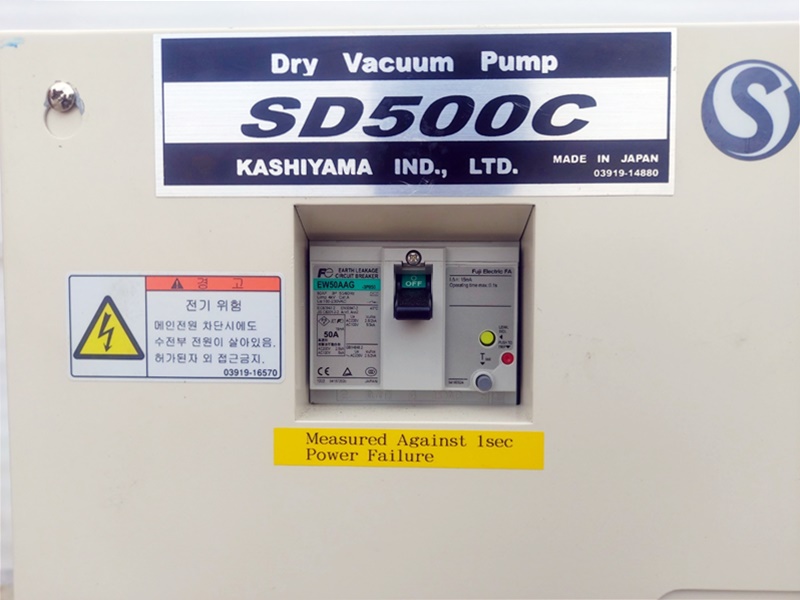 Dry Vacuum Pump
SD500C
KASHIYAMA IND., LTD.
MADE IN JAPAN
03919-14880
S
Fe EARTH LEAKAGE
CIRCUIT BREAKER
EW50AAG
50A
CE
JAPAN
OFF
Fuji Electric FA
경 고
전기 위험
메인전원 차단시에도
수전부 전원이 살아있음.
허가된자 외 접근금지.
03919-16570
Measured Against 1sec
Power Failure